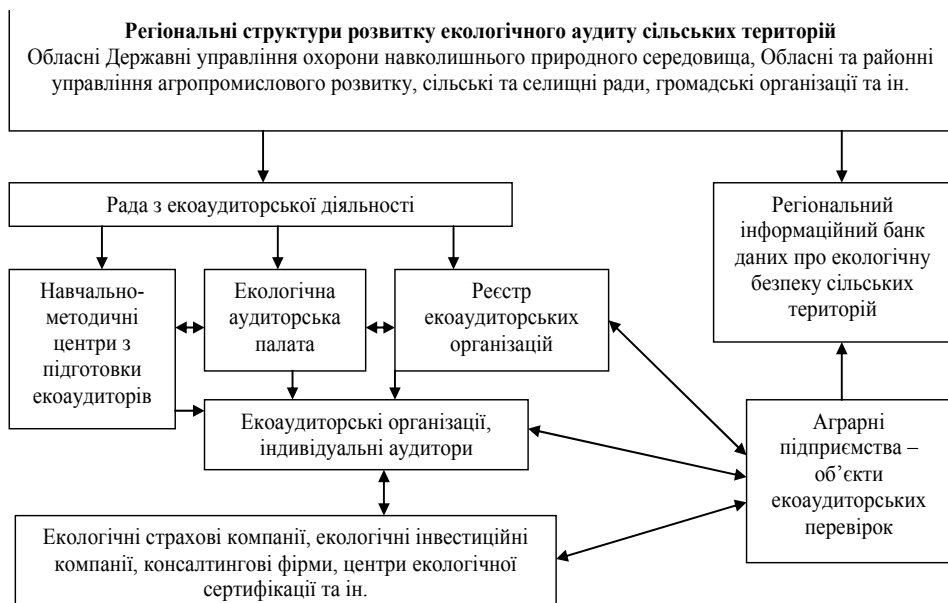 Регіональні структури розвитку екологічного аудиту сільських територій
Обласні Державні управління охорони навколишнього природного середовища, Обласні та районні
управління агропромислового розвитку, сільські та селищні ради, громадські організації та ін.
Рада з екоаудиторської діяльності
Регіональний
інформаційний банк
даних про екологічну
безпеку сільських
територій
Навчально-
методичні
центри з
підготовки
екоаудиторів
Екологічна
аудиторська
палата
Реєстр
екоаудиторських
організацій
Екоаудиторські організації,
індивідуальні аудитори
Аграрні
підприємства –
об’єкти
екоаудиторських
перевірок
Екологічні страхові компанії, екологічні інвестиційні
компанії, консалтингові фірми, центри екологічної
сертифікації та ін.